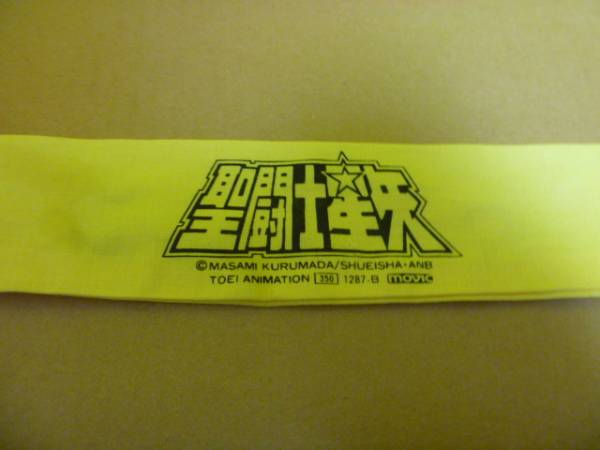 聖闘士星矢
©MASAMI KURUMADA/SHUEISHA・ANB
TOEI ANIMATION 350 1287-B movic